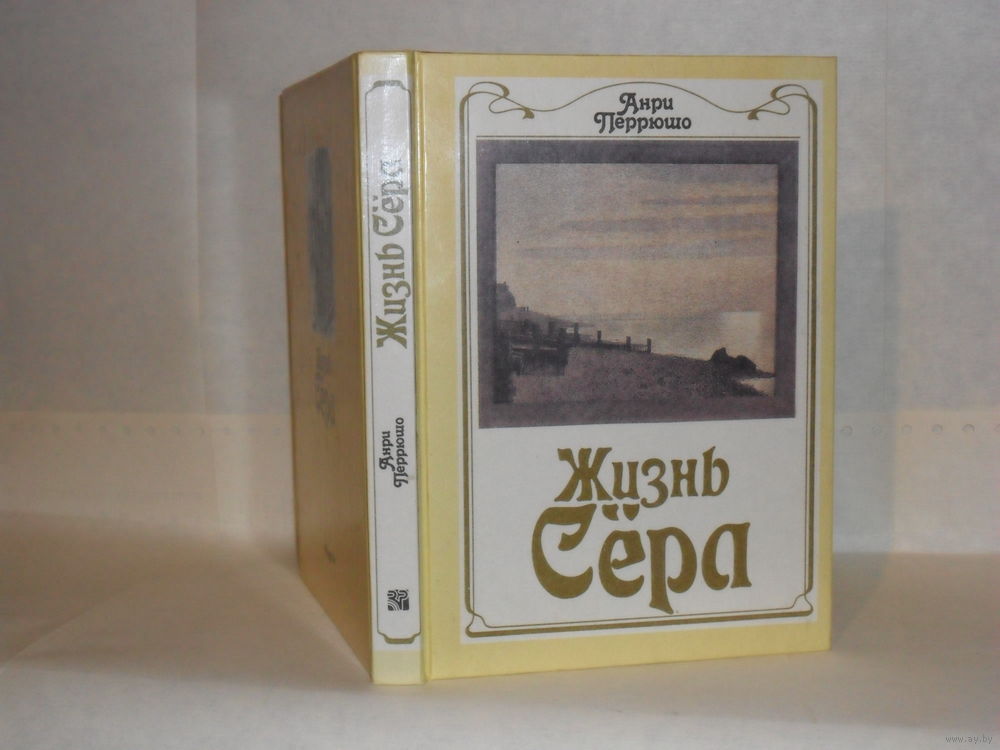 Анри
Перрюшо
Жизнь
Сёра
Жизнь Сёра
Анри
Перрюшо
www.ay.by